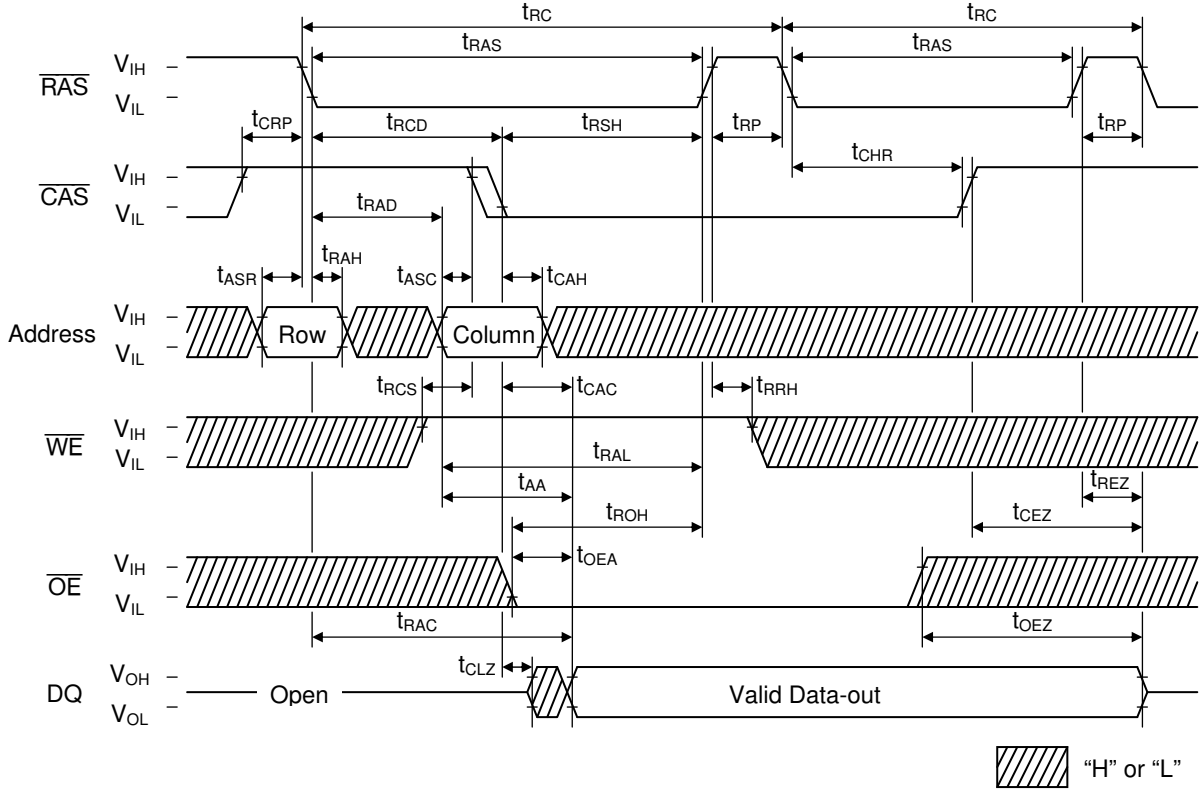 tRC tRC
tRAS tRAS
RAS VIH
VIL
tCRP tRCD tRSH tRP tRP
tCHR
CAS VIH
VIL
tRAD
tRAH
tASR tASC tCAH
Address VIH Row Column
VIL
tRCS tCAC tRRH
WE VIH
VIL
tRAL
tREZ
tAA
tCEZ
tROH
OE VIH
tOEA
VIL
tRAC tOEZ
tCLZ
DQ VOH Open Valid Data-out
VOL
“H” or “L”